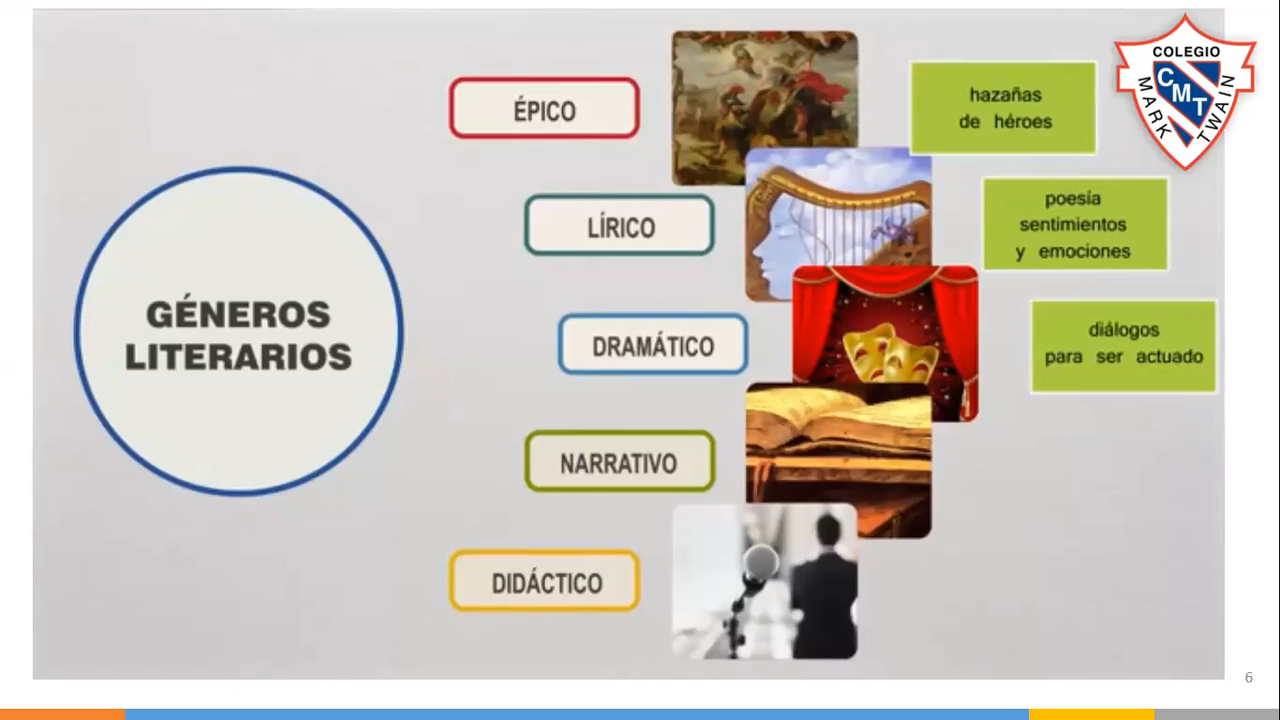 GÉNEROS
LITERARIOS
ÉPICO
hazañas
de héroes
LÍRICO
poesía
sentimientos
y emociones
DRAMÁTICO
diálogos
para ser actuado
NARRATIVO
DIDÁCTICO
COLEGIO
CMT
MARK TWAIN
6